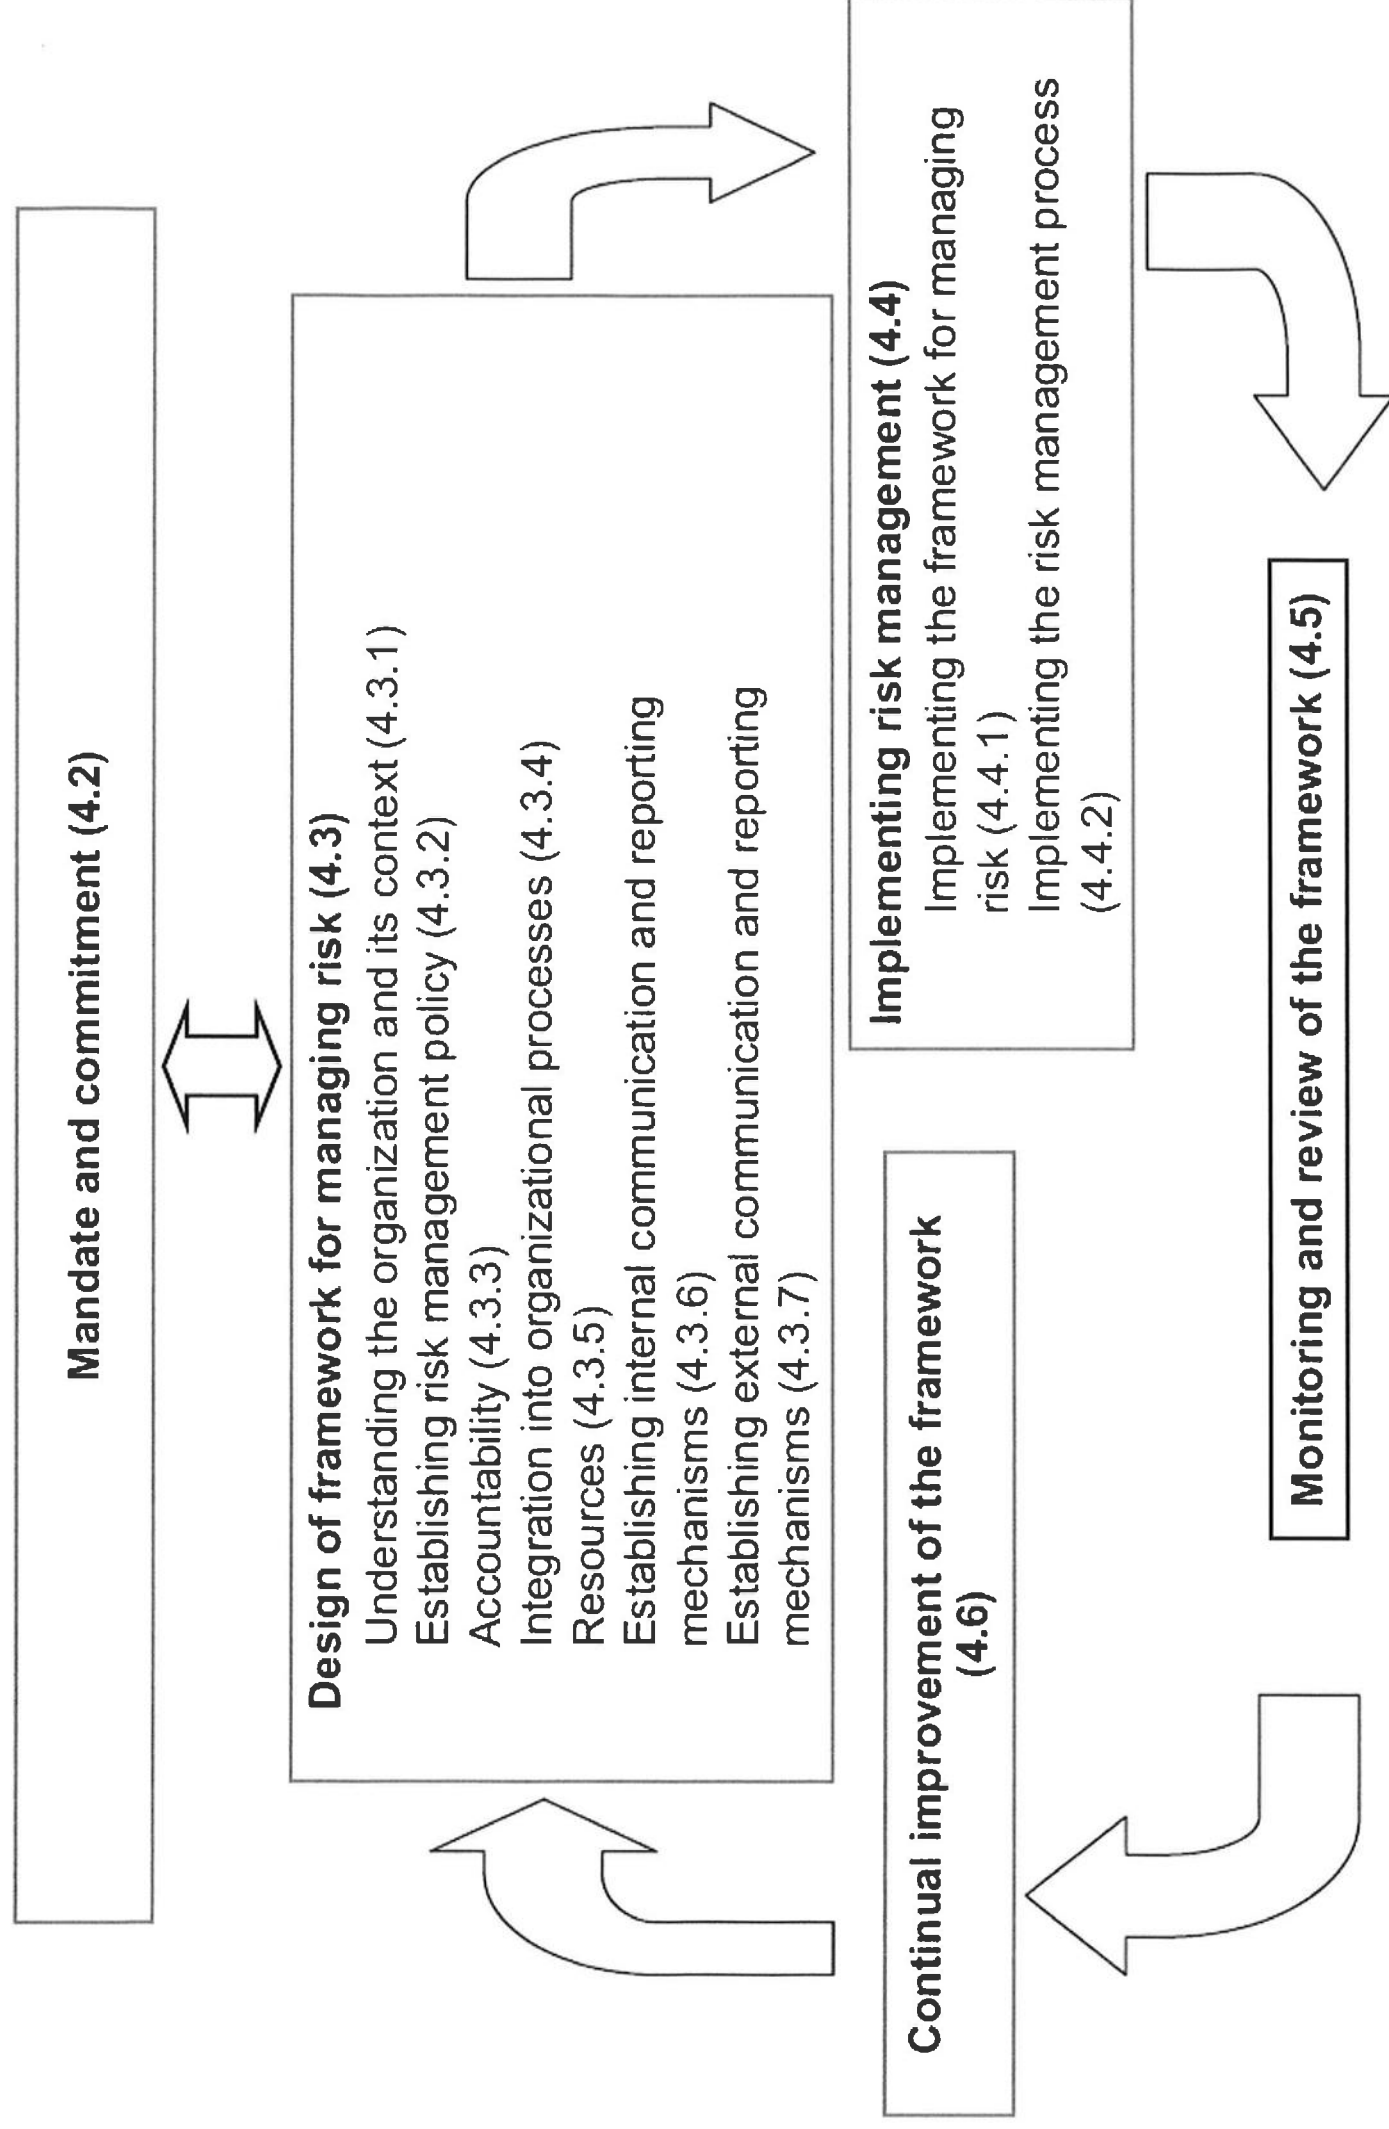 Mandate and commitment (4.2)
Design of framework for managing risk (4.3)
Understanding the organization and its context (4.3.1)
Establishing risk management policy (4.3.2)
Accountability (4.3.3)
Integration into organizational processes (4.3.4)
Resources (4.3.5)
Establishing internal communication and reporting
mechanisms (4.3.6)
Establishing external communication and reporting
mechanisms (4.3.7)
Implementing risk management (4.4)
Implementing the framework for managing
risk (4.4.1)
Implementing the risk management process
(4.4.2)
Continual improvement of the framework
(4.6)
Monitoring and review of the framework (4.5)